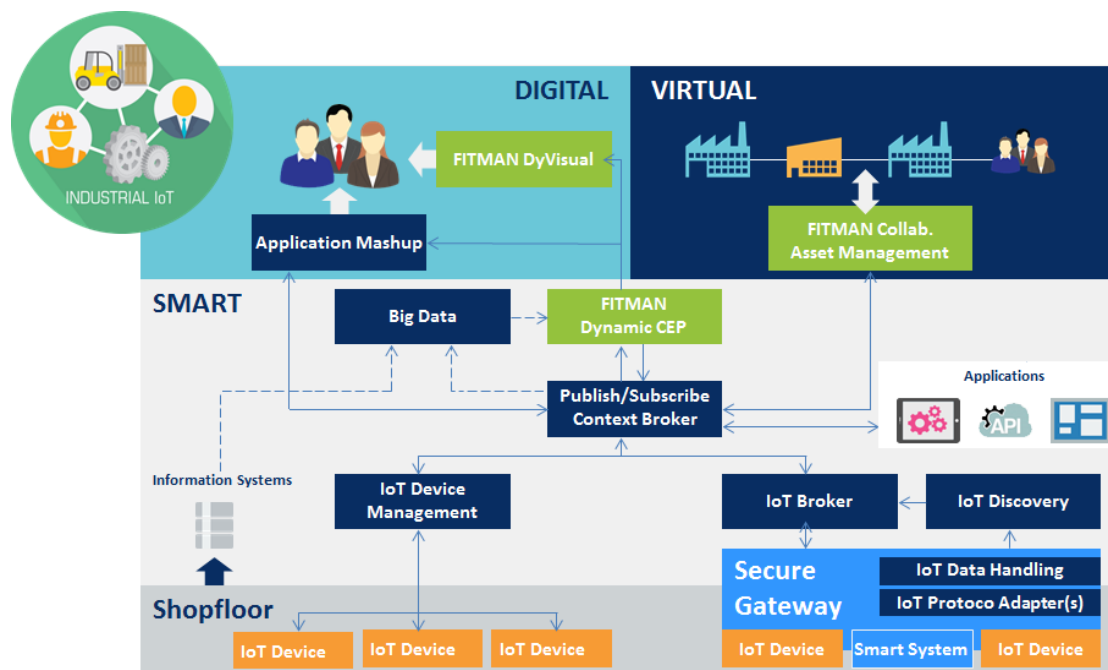 INDUSTRIAL IoT
DIGITAL
VIRTUAL
FITMAN DyVisual
Application Mashup
FITMAN Collab.
Asset Management
SMART
Big Data
FITMAN
Dynamic CEP
Publish/Subscribe
Context Broker
Applications
API
Information Systems
IoT Device
Management
IoT Broker
IoT Discovery
Secure
Gateway
IoT Data Handling
IoT Protoco Adapter(s)
Shopfloor
IoT Device
IoT Device
IoT Device
IoT Device
Smart System
IoT Device